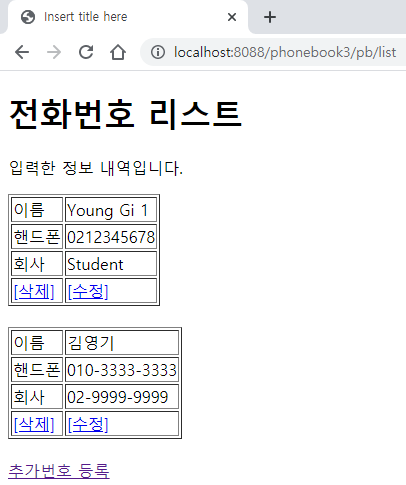 Insert title here
localhost:8088/phonebook3/pb/list
전화번호 리스트
입력한 정보 내역입니다.
이름 Young Gi 1
핸드폰 0212345678
회사 Student
[삭제] [수정]
이름 김영기
핸드폰 010-3333-3333
회사 02-9999-9999
[삭제] [수정]
추가번호 등록